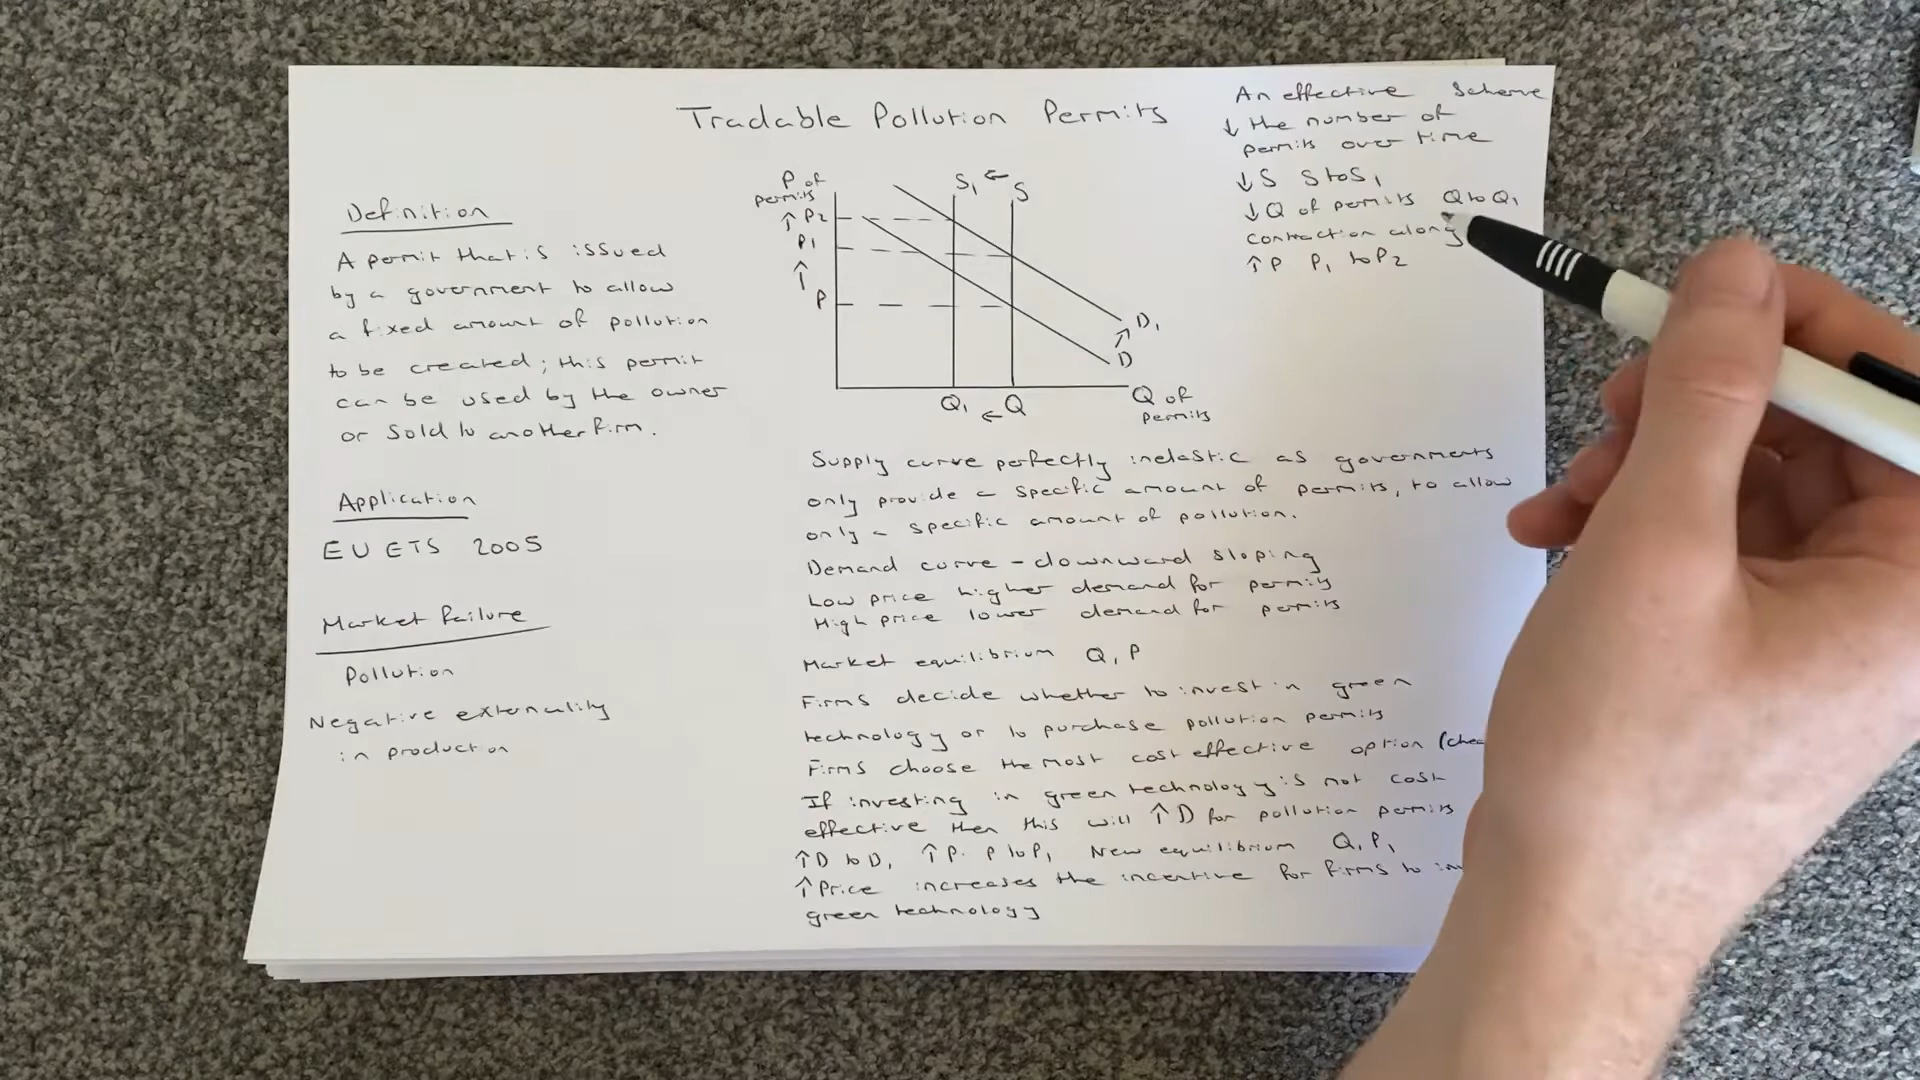 Tradable Pollution Permits
Definition
A permit that is issued
by a government to allow
a fixed amount of pollution
to be created; this permit
can be used by the owner
or sold to another firm.
Application
EU ETS 2005
Market Failure
Pollution
Negative externality
in production
P of
permits
↑ P2
P1
↑
P
S1 ← S
D1
↑
D
Q1 ← Q
Q of
permits
Supply curve perfectly inelastic as governments
only provide a specific amount of permits, to allow
only a specific amount of pollution.
Demand curve - downward sloping
Low price higher demand for permits
High price lower demand for permits
Market equilibrium Q, P
Firms decide whether to invest in green
technology or to purchase pollution permits
Firms choose the most cost effective option
If investing in green technology is not cost
effective then this will ↑ D for pollution permits
↑ D to D1 ↑ P. P to P1 New equilibrium Q, P1
↑ Price increases the incentive for firms to
green technology
An effective scheme
↓ the number of
permits over time
↓ S S to S1
↓ Q of permits Q to Q1
contraction along
↑ P P1 to P2